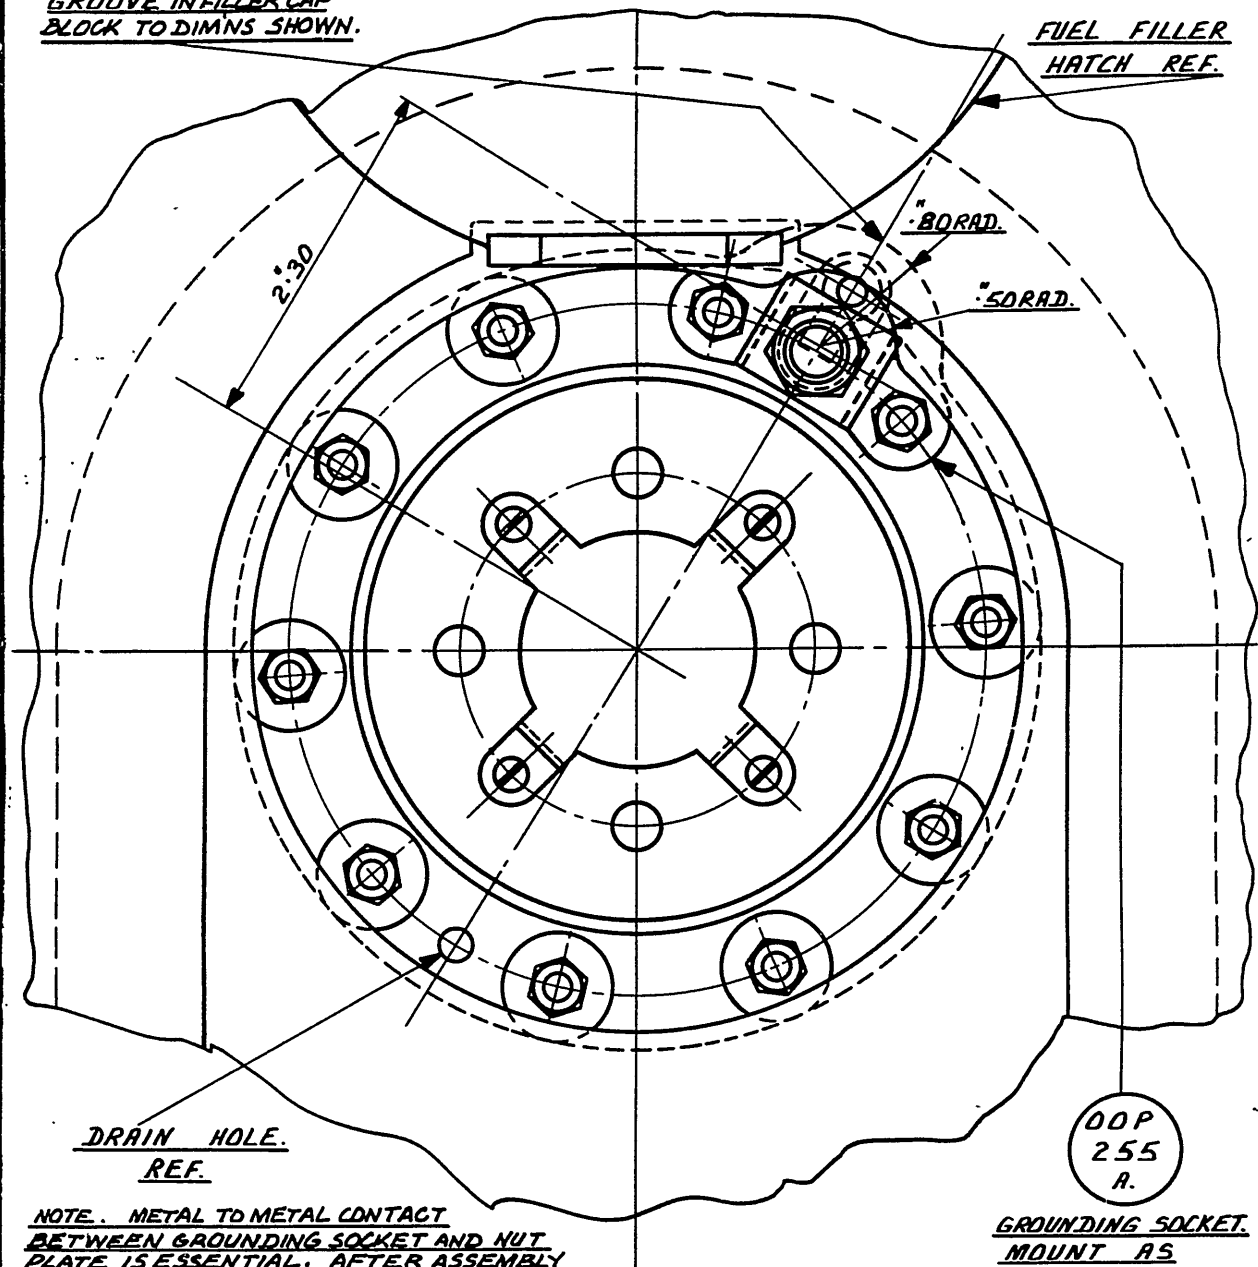 GROOVE IN FILLER CAP
BLOCK TO DIMNS SHOWN.
FUEL FILLER
HATCH REF.
2".30
".80 RAD.
".50 RAD.
DRAIN HOLE.
REF.
OOP
255
A.
NOTE. METAL TO METAL CONTACT
BETWEEN GROUNDING SOCKET AND NUT
PLATE IS ESSENTIAL. AFTER ASSEMBLY
GROUNDING SOCKET.
MOUNT AS